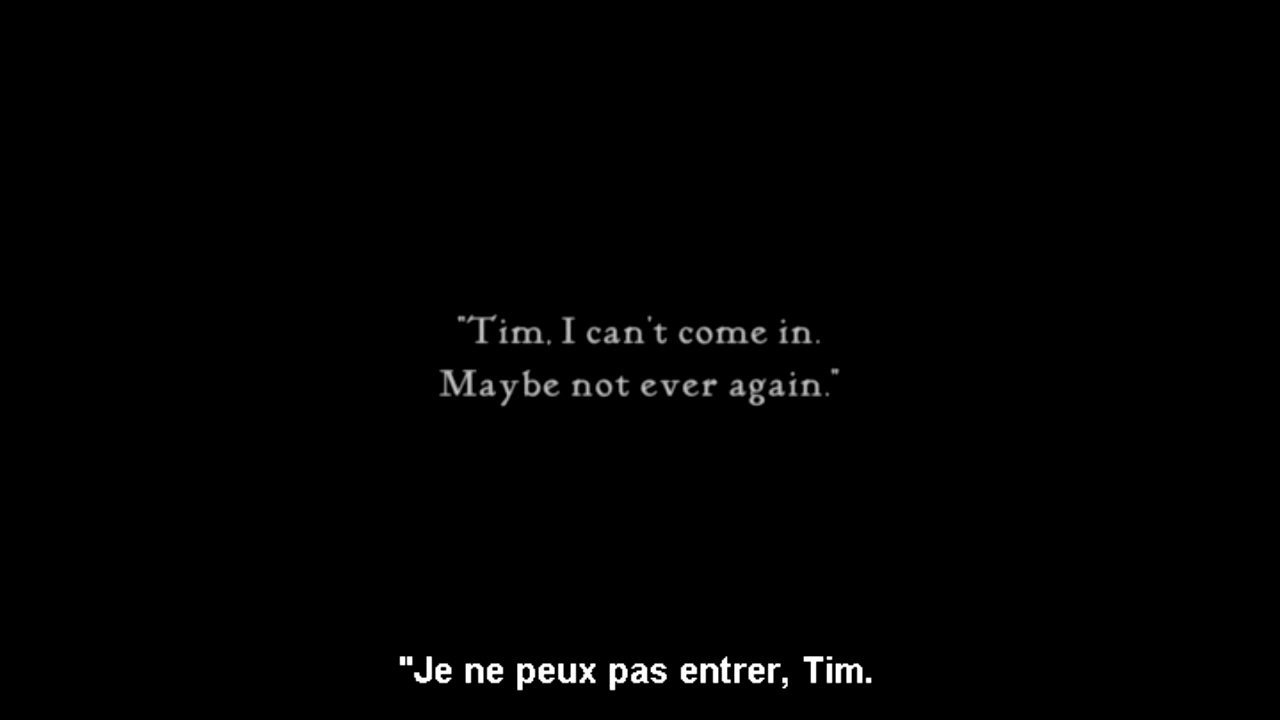 "Tim, I can't come in.
Maybe not ever again."
"Je ne peux pas entrer, Tim.